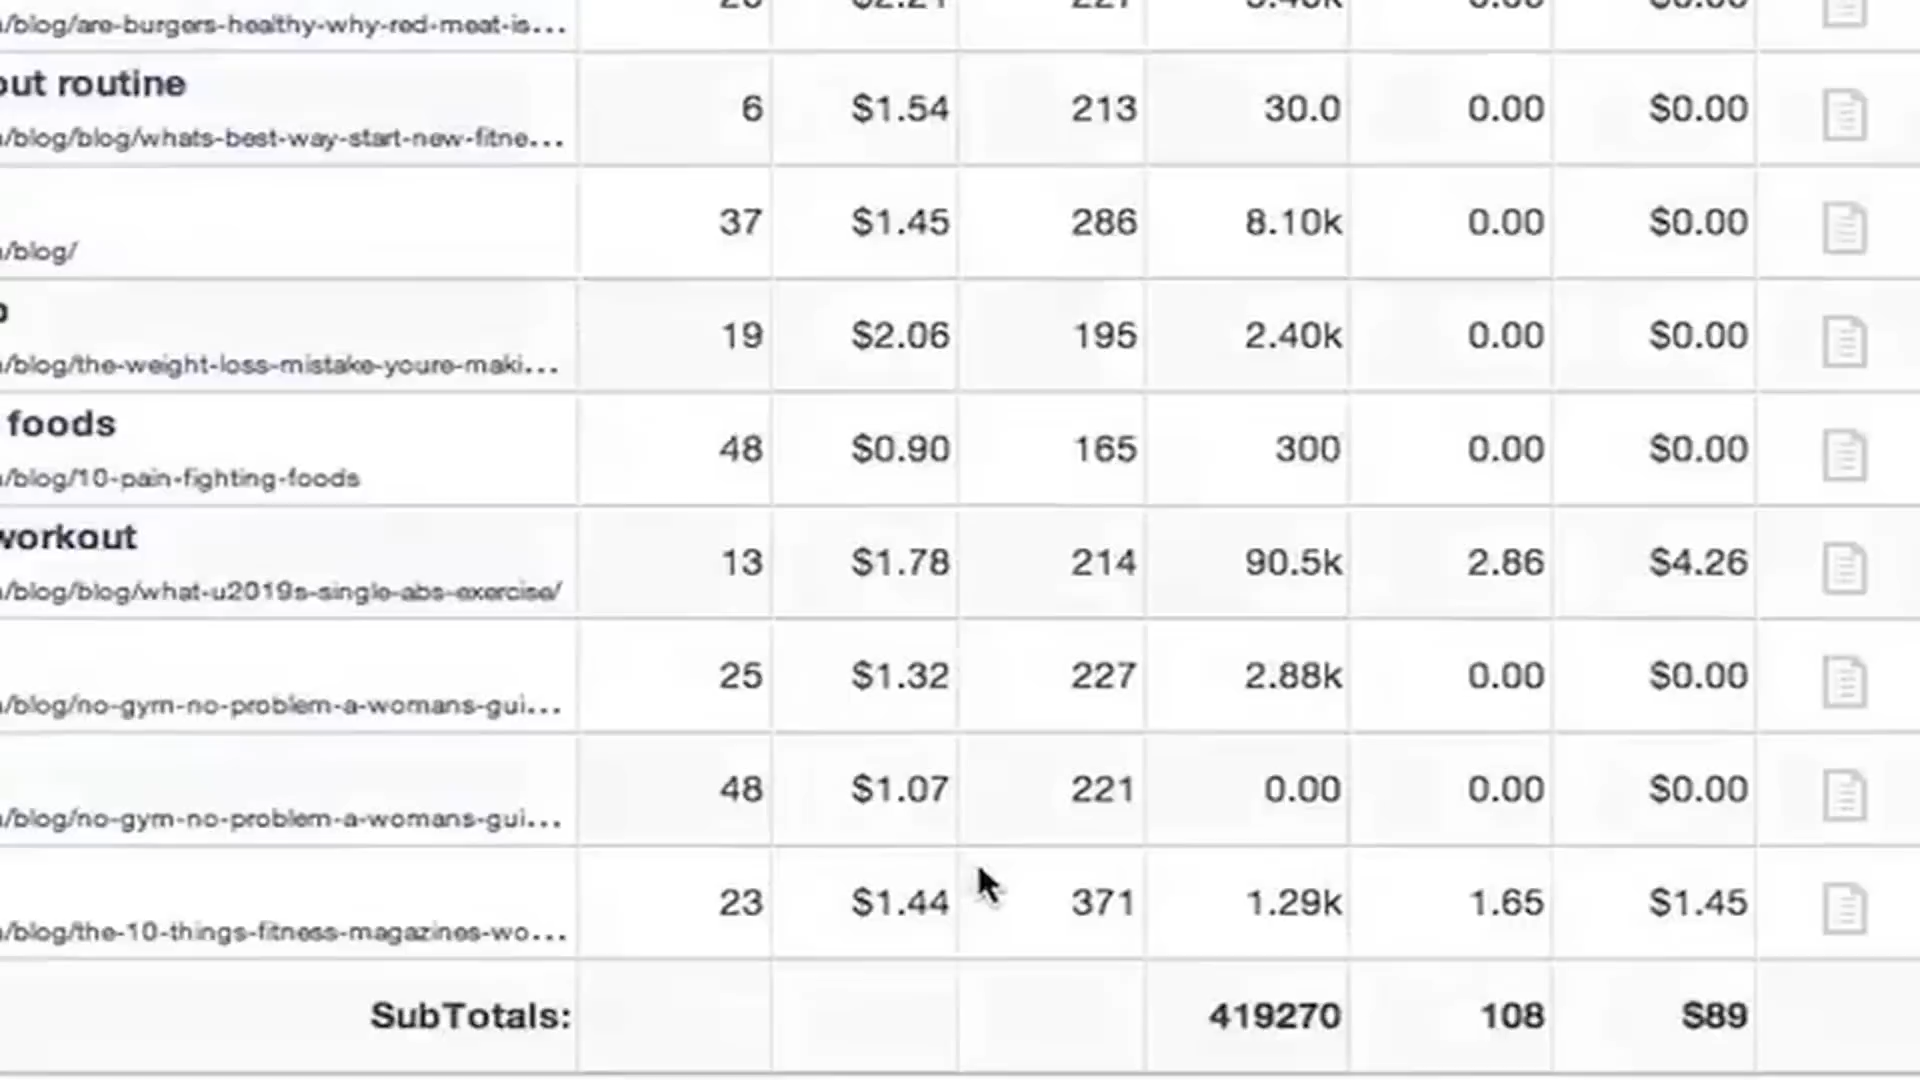 /blog/are-burgers-healthy-why-red-meat-is...
out routine
6 $1.54 213 30.0 0.00 $0.00
/blog/blog/whats-best-way-start-new-fitne...
37 $1.45 286 8.10k 0.00 $0.00
/blog/
19 $2.06 195 2.40k 0.00 $0.00
/blog/the-weight-loss-mistake-youre-maki...
foods
48 $0.90 165 300 0.00 $0.00
/blog/10-pain-fighting-foods
workout
13 $1.78 214 90.5k 2.86 $4.26
/blog/blog/what-u2019s-single-abs-exercise/
25 $1.32 227 2.88k 0.00 $0.00
/blog/no-gym-no-problem-a-womans-gui...
48 $1.07 221 0.00 0.00 $0.00
/blog/no-gym-no-problem-a-womans-gui...
23 $1.44 371 1.29k 1.65 $1.45
/blog/the-10-things-fitness-magazines-wo...
SubTotals: 419270 108 $89